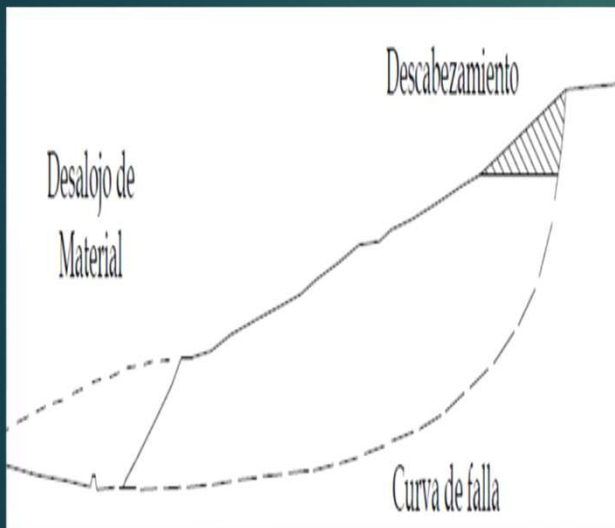 Descabezamiento
Desalojo de
Material
Curva de falla